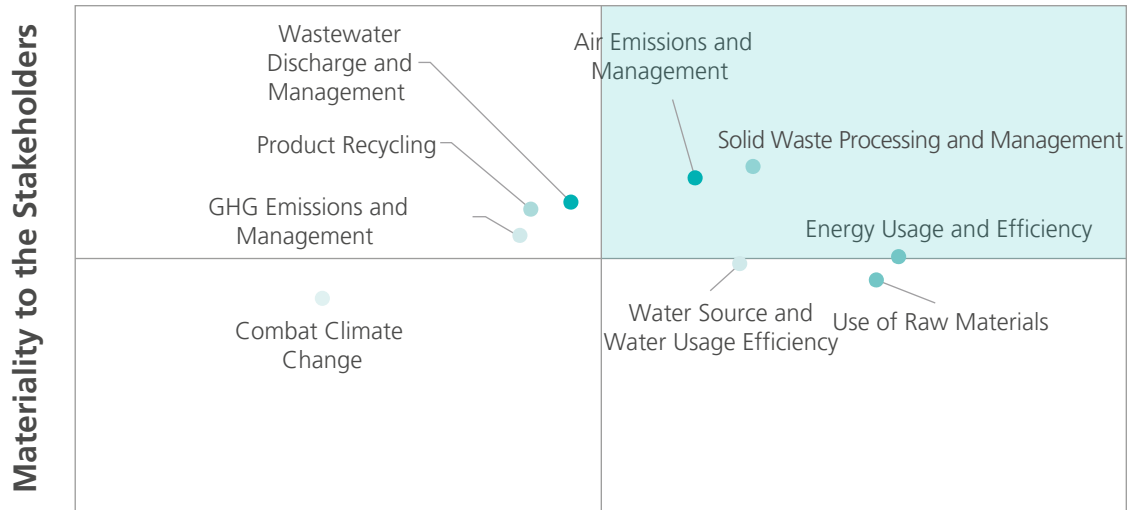 Materiality to the Stakeholders
Wastewater
Discharge and
Management
Air Emissions and
Management
Product Recycling
Solid Waste Processing and Management
GHG Emissions and
Management
Energy Usage and Efficiency
Combat Climate
Change
Water Source and
Water Usage Efficiency
Use of Raw Materials